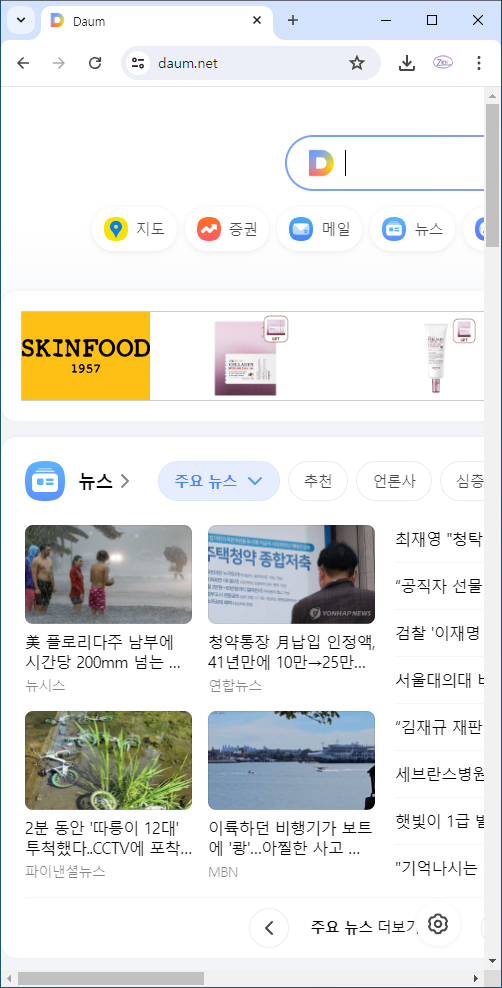 Daum
daum.net
지도
증권
메일
뉴스
SKINFOOD
1957
GIFT
GIFT
뉴스
주요 뉴스
추천
언론사
심층
주택청약 종합저축
YONHAP NEWS
美 플로리다주 남부에
시간당 200mm 넘는 ...
뉴시스
청약통장 月납입 인정액,
41년만에 10만→25만...
연합뉴스
2분 동안 '따릉이 12대'
투척했다..CCTV에 포착...
파이낸셜뉴스
이륙하던 비행기가 보트
에 '쾅'...아찔한 사고 ...
MBN
최재영 "청탁
"공직자 선물
검찰 '이재명
서울대의대 비
"김재규 재판
세브란스병원
햇빛이 1급 발
"기억나시는
주요 뉴스 더보기